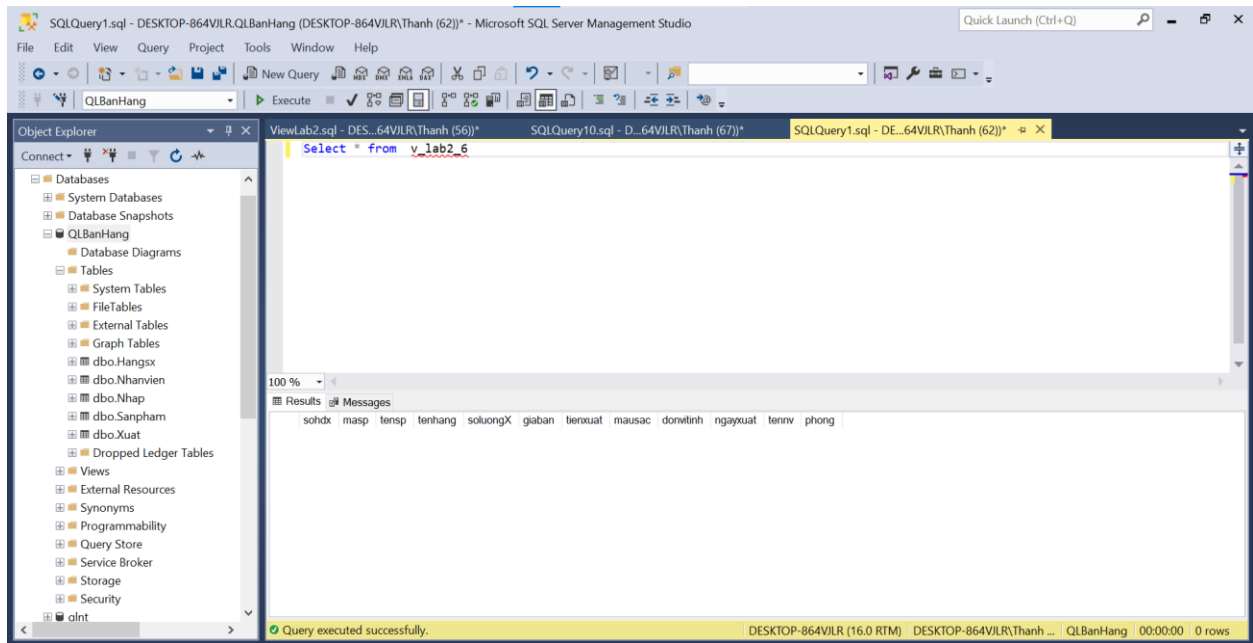 SQLQuery1.sql - DESKTOP-864VJLR.QLBanHang (DESKTOP-864VJLR\Thanh (62))* - Microsoft SQL Server Management Studio
Quick Launch (Ctrl+Q)
File Edit View Query Project Tools Window Help
New Query MDX DMX XMLA DAX
QLBanHang Execute
Object Explorer
ViewLab2.sql - DES...64VJLR\Thanh (56))* SQLQuery10.sql - D...64VJLR\Thanh (67))* SQLQuery1.sql - DE...64VJLR\Thanh (62))*
Connect
Select * from v_lab2_6
Databases
System Databases
Database Snapshots
QLBanHang
Database Diagrams
Tables
System Tables
FileTables
External Tables
Graph Tables
dbo.Hangsx
dbo.Nhanvien
dbo.Nhap
dbo.Sanpham
dbo.Xuat
Dropped Ledger Tables
Views
External Resources
Synonyms
Programmability
Query Store
Service Broker
Storage
Security
qlnt
100 %
Results Messages
sohdx masp tensp tenhang soluongX giaban tienxuat mausac donvitinh ngayxuat tennv phong
Query executed successfully. DESKTOP-864VJLR (16.0 RTM) DESKTOP-864VJLR\Thanh ... QLBanHang 00:00:00 0 rows